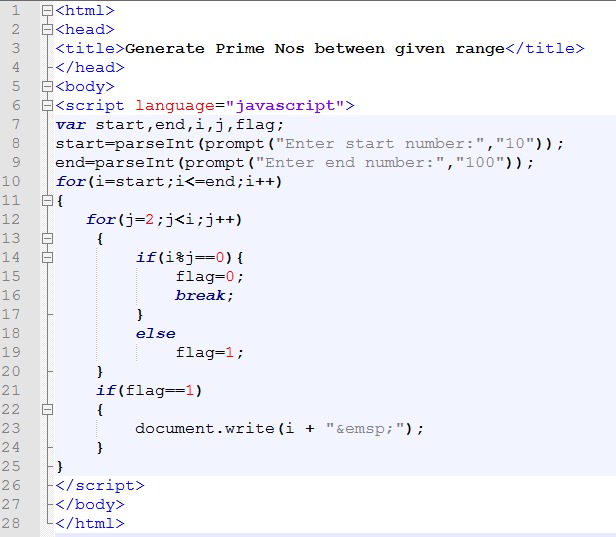 1 <html>
2 <head>
3 <title>Generate Prime Nos between given range</title>
4 </head>
5 <body>
6 <script language="javascript">
7 var start,end,i,j,flag;
8 start=parseInt(prompt("Enter start number:","10"));
9 end=parseInt(prompt("Enter end number:","100"));
10 for(i=start;i<=end;i++)
11 {
12    for(j=2;j<i;j++)
13     {
14         if(i%j==0){
15             flag=0;
16             break;
17         }
18         else
19             flag=1;
20     }
21     if(flag==1)
22     {
23         document.write(i + "&emsp;");
24     }
25 }
26 </script>
27 </body>
28 </html>